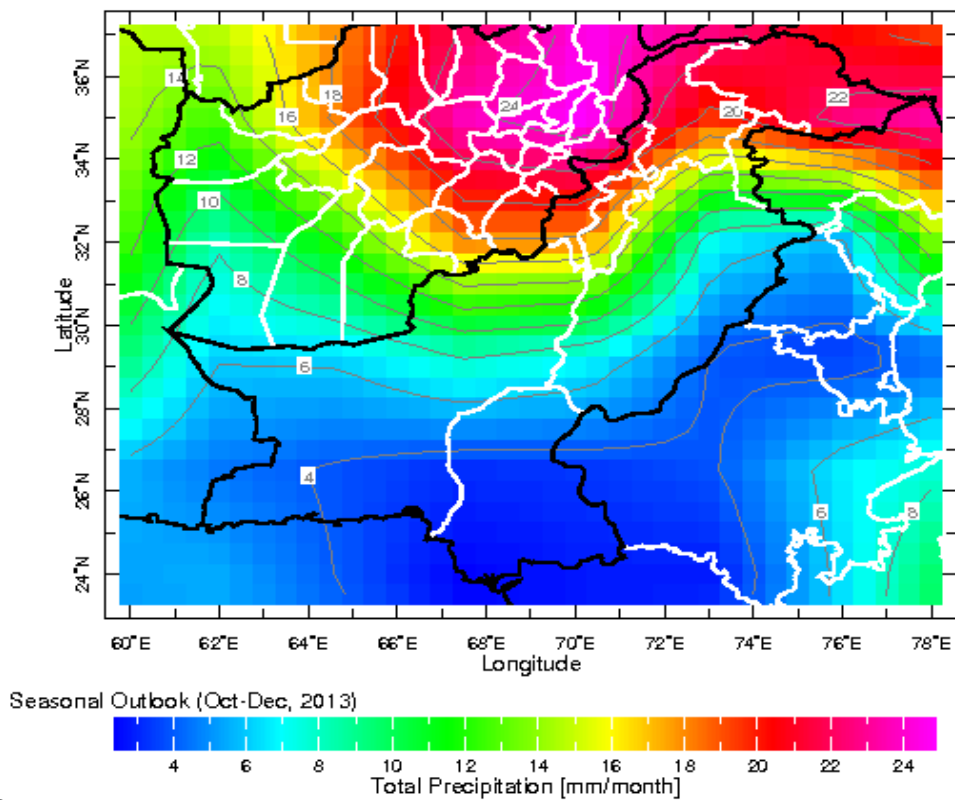 36°N
34°N
32°N
30°N
28°N
26°N
24°N
Latitude
14
18
16
24
20
22
12
10
8
6
4
6
8
60°E 62°E 64°E 66°E 68°E 70°E 72°E 74°E 76°E 78°E
Longitude
Seasonal Outlook (Oct-Dec, 2013)
4 6 8 10 12 14 16 18 20 22 24
Total Precipitation [mm/month]